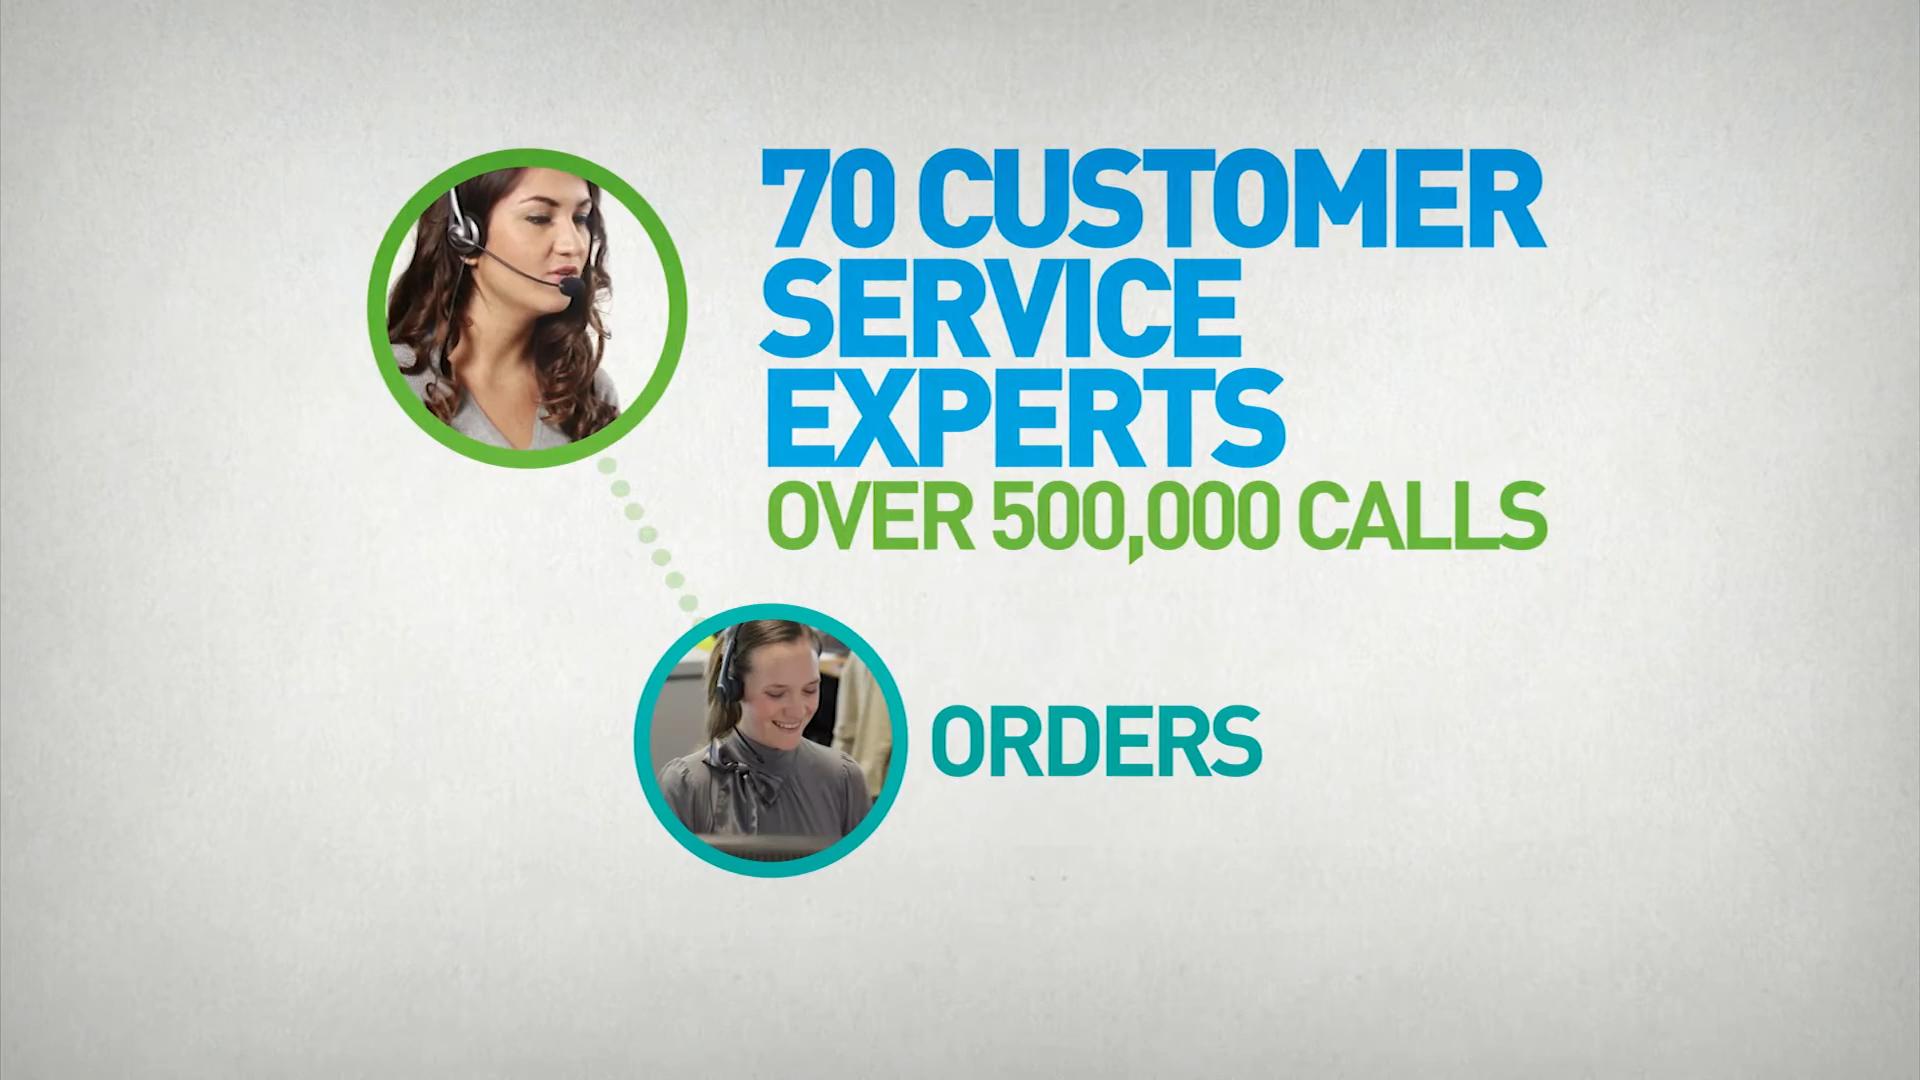 70 CUSTOMER
SERVICE
EXPERTS
OVER 500,000 CALLS
ORDERS